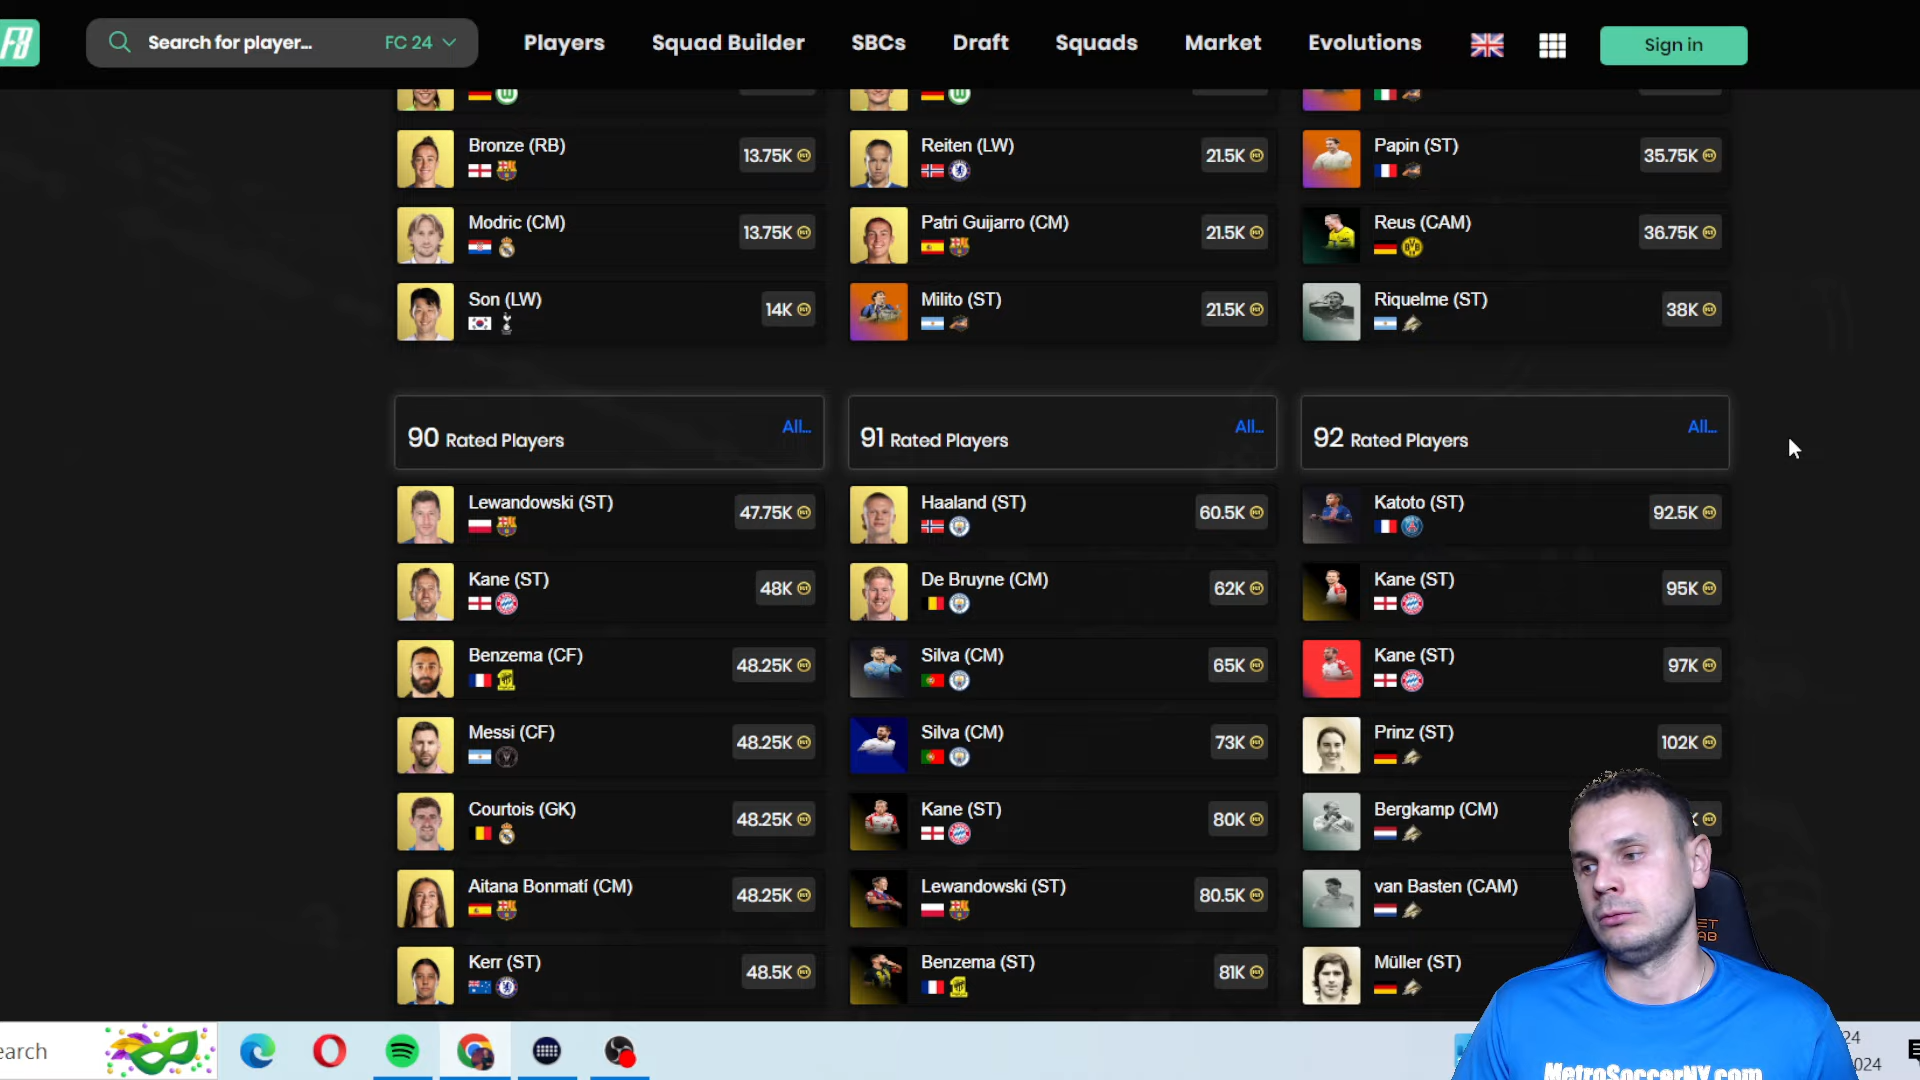 F8
Search for player...
FC 24
Players
Squad Builder
SBCs
Draft
Squads
Market
Evolutions
Sign in
Bronze (RB)
13.75K
Modric (CM)
13.75K
Son (LW)
14K
Reiten (LW)
21.5K
Patri Guijarro (CM)
21.5K
Milito (ST)
21.5K
Papin (ST)
35.75K
Reus (CAM)
36.75K
Riquelme (ST)
38K
90 Rated Players
All...
Lewandowski (ST)
47.75K
Kane (ST)
48K
Benzema (CF)
48.25K
Messi (CF)
48.25K
Courtois (GK)
48.25K
Aitana Bonmatí (CM)
48.25K
Kerr (ST)
48.5K
91 Rated Players
All...
Haaland (ST)
60.5K
De Bruyne (CM)
62K
Silva (CM)
65K
Silva (CM)
73K
Kane (ST)
80K
Lewandowski (ST)
80.5K
Benzema (ST)
81K
92 Rated Players
All...
Katoto (ST)
92.5K
Kane (ST)
95K
Kane (ST)
97K
Prinz (ST)
102K
Bergkamp (CM)
van Basten (CAM)
Müller (ST)
earch
24
2024
MetroSoccerNY.com